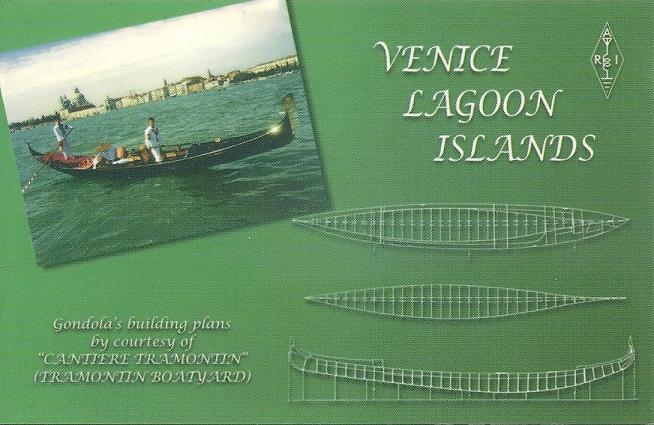 VENICE
LAGOON
ISLANDS
A
R I
Gondola's building plans
by courtesy of
"CANTIERE TRAMONTIN"
(TRAMONTIN BOATYARD)